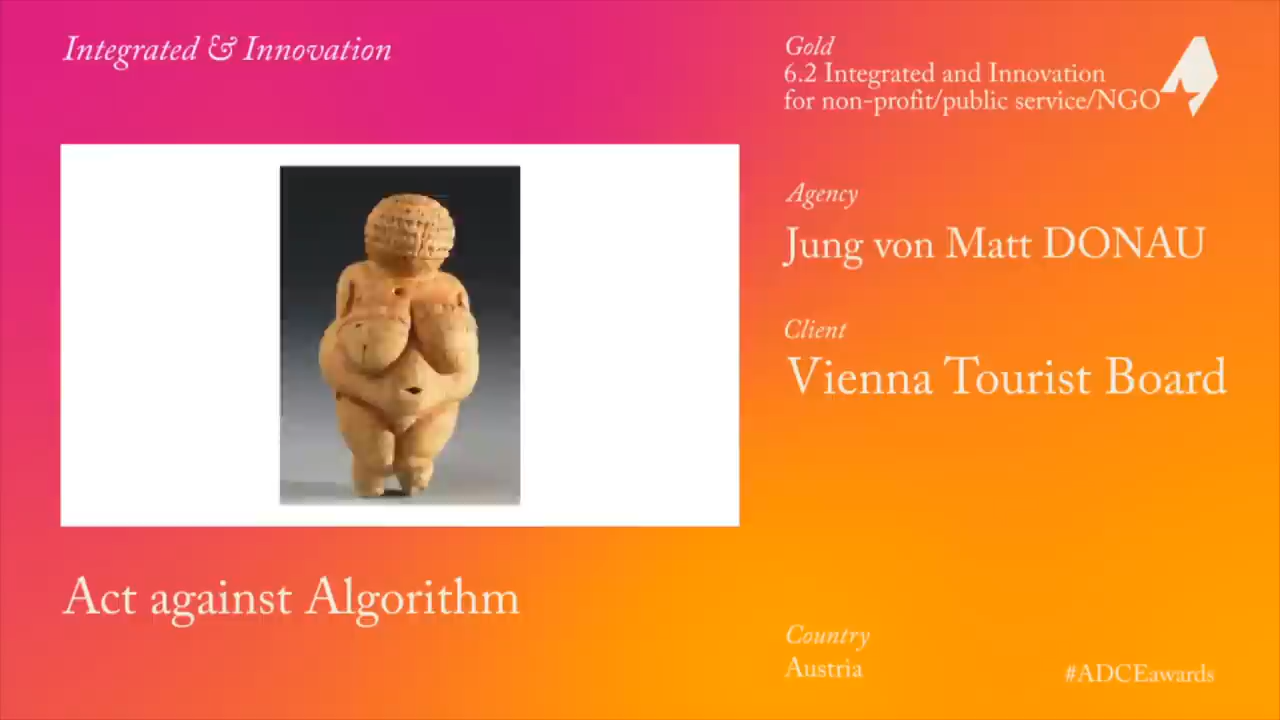 Integrated & Innovation
Gold
6.2 Integrated and Innovation
for non-profit/public service/NGO
Agency
Jung von Matt DONAU
Client
Vienna Tourist Board
Act against Algorithm
Country
Austria
#ADCEawards